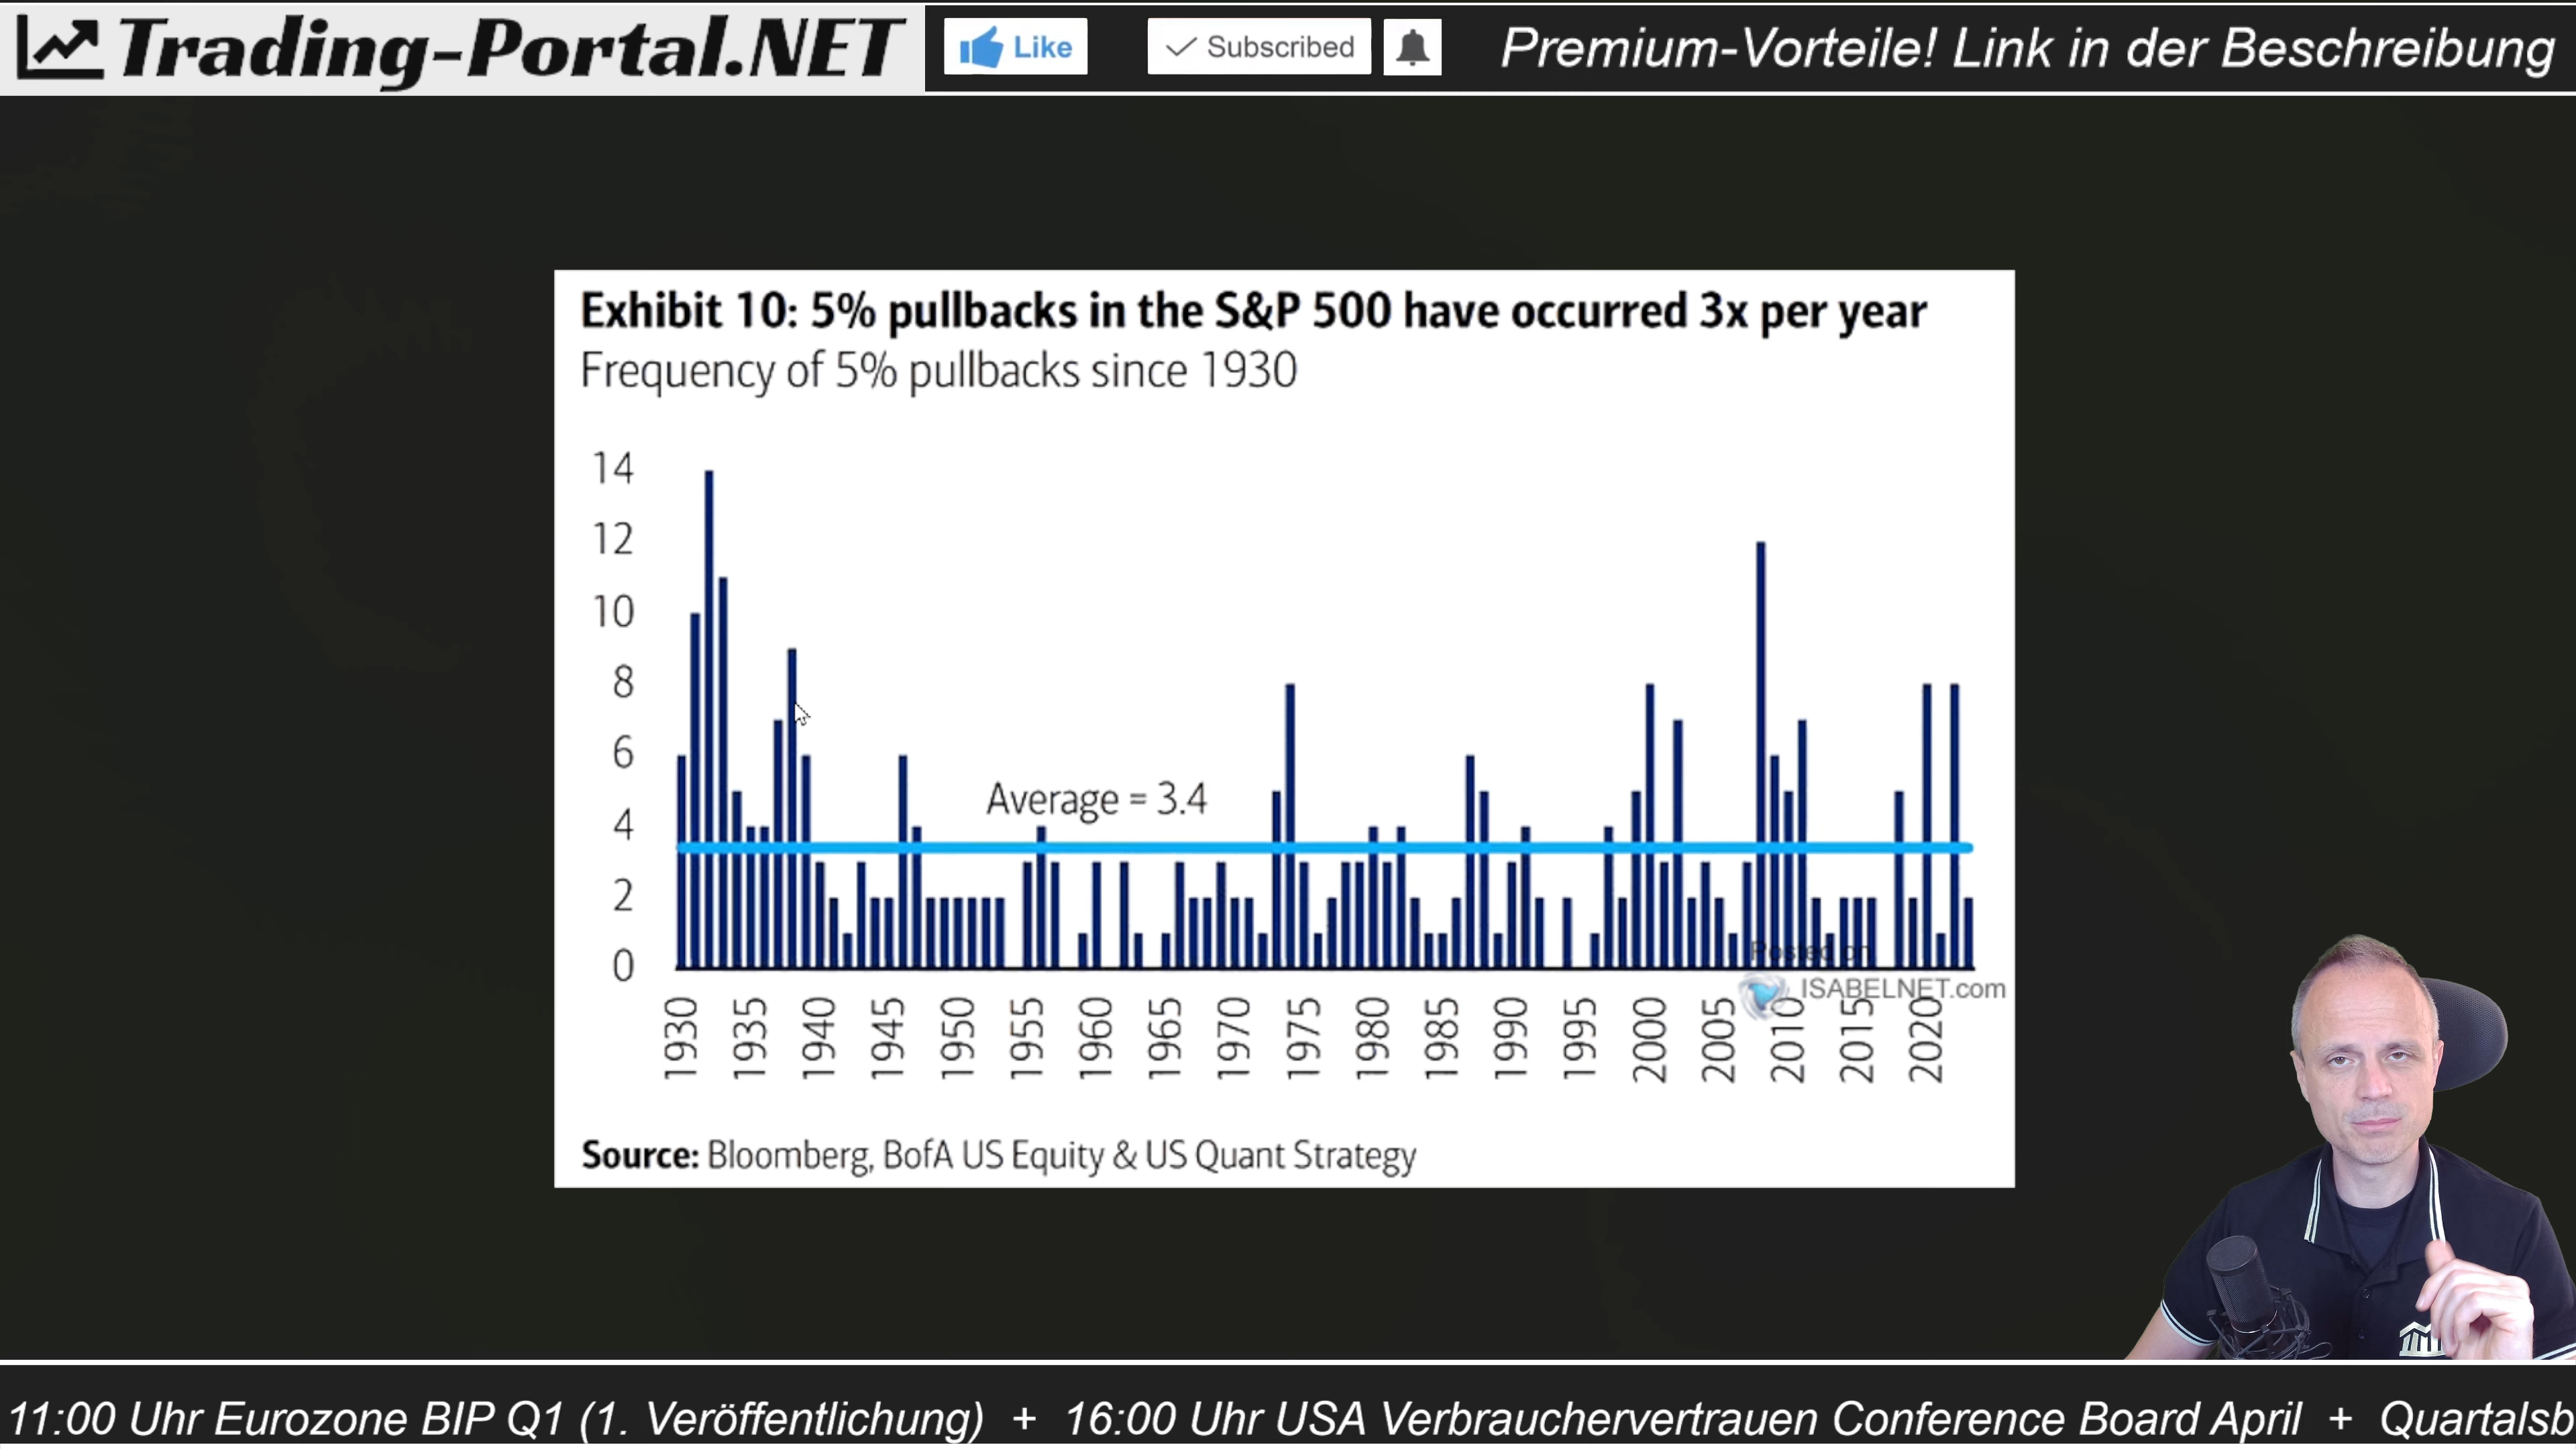 Trading-Portal.NET
Like
Subscribed
Premium-Vorteile! Link in der Beschreibung
Exhibit 10: 5% pullbacks in the S&P 500 have occurred 3x per year
Frequency of 5% pullbacks since 1930
14
12
10
8
6
4
2
0
Average = 3.4
Posted on
ISABELNET.com
1930 1935 1940 1945 1950 1955 1960 1965 1970 1975 1980 1985 1990 1995 2000 2005 2010 2015 2020
Source: Bloomberg, BofA US Equity & US Quant Strategy
11:00 Uhr Eurozone BIP Q1 (1. Veröffentlichung) + 16:00 Uhr USA Verbrauchervertrauen Conference Board April + Quartalsb